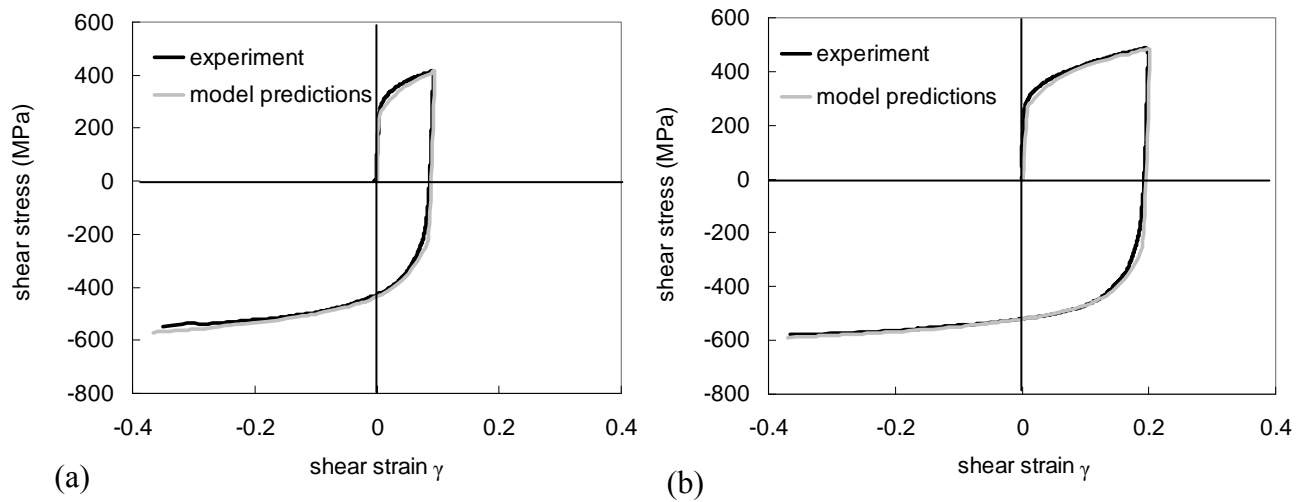 600
400
200
0
-200
-400
-600
-800
-0.4
-0.2
0
0.2
0.4
shear stress (MPa)
shear strain γ
experiment
model predictions
(a)
600
400
200
0
-200
-400
-600
-800
-0.4
-0.2
0
0.2
0.4
shear stress (MPa)
shear strain γ
experiment
model predictions
(b)